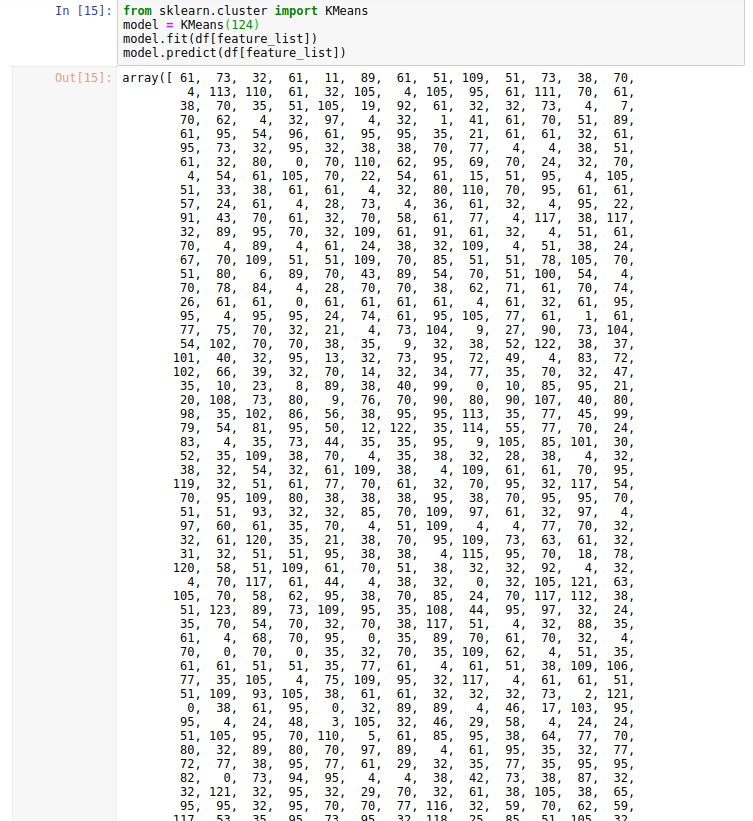 In [15]: from sklearn.cluster import KMeans
model = KMeans(124)
model.fit(df[feature_list])
model.predict(df[feature_list])
Out[15]: array([ 61, 73, 32, 61, 11, 89, 61, 51, 109, 51, 73, 38, 70,
4, 113, 110, 61, 32, 105, 4, 105, 95, 61, 111, 70, 61,
38, 70, 35, 51, 105, 19, 92, 61, 32, 32, 73, 4, 7,
70, 62, 4, 32, 97, 4, 32, 1, 41, 61, 70, 51, 89,
61, 95, 54, 96, 61, 95, 95, 35, 21, 61, 61, 32, 61,
95, 73, 32, 95, 32, 38, 38, 70, 77, 4, 4, 38, 51,
61, 32, 80, 0, 70, 110, 62, 95, 69, 70, 24, 32, 70,
4, 54, 61, 105, 70, 22, 54, 61, 15, 51, 95, 4, 105,
51, 33, 38, 61, 61, 4, 32, 80, 110, 70, 95, 61, 61,
57, 24, 61, 4, 28, 73, 4, 36, 61, 32, 4, 95, 22,
91, 43, 70, 61, 32, 70, 58, 61, 77, 4, 117, 38, 117,
32, 89, 95, 70, 32, 109, 61, 91, 61, 32, 4, 51, 61,
70, 4, 89, 4, 61, 24, 38, 32, 109, 4, 51, 38, 24,
67, 70, 109, 51, 51, 109, 70, 85, 51, 51, 78, 105, 70,
51, 80, 6, 89, 70, 43, 89, 54, 70, 51, 100, 54, 4,
70, 78, 84, 4, 28, 70, 70, 38, 62, 71, 61, 70, 74,
26, 61, 61, 0, 61, 61, 61, 61, 4, 61, 32, 61, 95,
95, 4, 95, 95, 24, 74, 61, 95, 105, 77, 61, 1, 61,
77, 75, 70, 32, 21, 4, 73, 104, 9, 27, 90, 73, 104,
54, 102, 70, 70, 38, 35, 9, 32, 38, 52, 122, 38, 37,
101, 40, 32, 95, 13, 32, 73, 95, 72, 49, 4, 83, 72,
102, 66, 39, 32, 70, 14, 32, 34, 77, 35, 70, 32, 47,
35, 10, 23, 8, 89, 38, 40, 99, 0, 10, 85, 95, 21,
20, 108, 73, 80, 9, 76, 70, 90, 80, 90, 107, 40, 80,
98, 35, 102, 86, 56, 38, 95, 95, 113, 35, 77, 45, 99,
79, 54, 81, 95, 50, 12, 122, 35, 114, 55, 77, 70, 24,
83, 4, 35, 73, 44, 35, 35, 95, 9, 105, 85, 101, 30,
52, 35, 109, 38, 70, 4, 35, 38, 32, 28, 38, 4, 32,
38, 32, 54, 32, 61, 109, 38, 4, 109, 61, 61, 70, 95,
119, 32, 51, 61, 77, 70, 61, 32, 70, 95, 32, 117, 54,
70, 95, 109, 80, 38, 38, 38, 95, 38, 70, 95, 95, 70,
51, 51, 93, 32, 32, 85, 70, 109, 97, 61, 32, 97, 4,
97, 60, 61, 35, 70, 4, 51, 109, 4, 4, 77, 70, 32,
32, 61, 120, 35, 21, 38, 70, 95, 109, 73, 63, 61, 32,
31, 32, 51, 51, 95, 38, 38, 4, 115, 95, 70, 18, 78,
120, 58, 51, 109, 61, 70, 51, 38, 32, 32, 92, 4, 32,
4, 70, 117, 61, 44, 4, 38, 32, 0, 32, 105, 121, 63,
105, 70, 58, 62, 95, 38, 70, 85, 24, 70, 117, 112, 38,
51, 123, 89, 73, 109, 95, 35, 108, 44, 95, 97, 32, 24,
35, 70, 54, 70, 32, 70, 38, 117, 51, 4, 32, 88, 35,
61, 4, 68, 70, 95, 0, 35, 89, 70, 61, 70, 32, 4,
70, 0, 70, 0, 35, 32, 70, 35, 109, 62, 4, 51, 35,
61, 61, 51, 51, 35, 77, 61, 4, 61, 51, 38, 109, 106,
77, 35, 105, 4, 75, 109, 95, 32, 117, 4, 61, 61, 51,
51, 109, 93, 105, 38, 61, 61, 32, 32, 32, 73, 2, 121,
0, 38, 61, 95, 0, 32, 89, 89, 4, 46, 17, 103, 95,
95, 4, 24, 48, 3, 105, 32, 46, 29, 58, 4, 24, 24,
51, 105, 95, 70, 110, 5, 61, 85, 95, 38, 64, 77, 70,
80, 32, 89, 80, 70, 97, 89, 4, 61, 95, 35, 32, 77,
72, 77, 38, 95, 77, 61, 29, 32, 35, 77, 35, 95, 95,
82, 0, 73, 94, 95, 4, 4, 38, 42, 73, 38, 87, 32,
32, 121, 32, 95, 32, 29, 70, 32, 61, 38, 105, 38, 65,
95, 95, 32, 95, 70, 70, 77, 116, 32, 59, 70, 62, 59,
117, 53, 35, 95, 73, 95, 32, 118, 25, 85, 51, 105, 32,